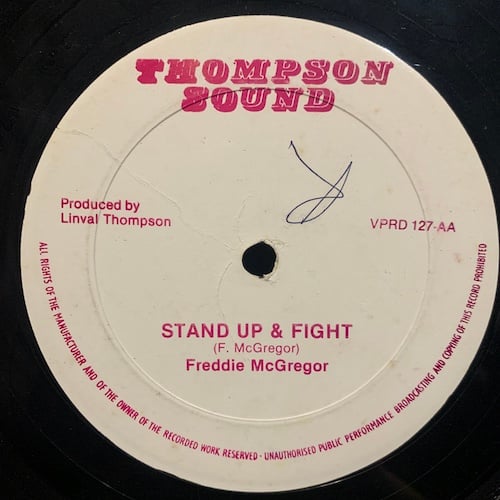 THOMPSON
SOUND
Produced by
Linval Thompson
VPRD 127-AA
STAND UP & FIGHT
(F. McGregor)
Freddie McGregor
ALL RIGHTS OF THE MANUFACTURER AND OF THE OWNER OF THE RECORDED WORK RESERVED - UNAUTHORISED PUBLIC PERFORMANCE BROADCASTING AND COPYING OF THIS RECORD PROHIBITED